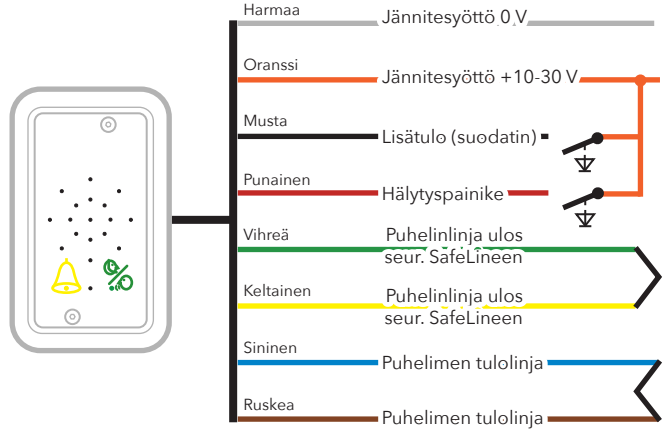 Harmaa
Jännitesyöttö 0 V
Oranssi
Jännitesyöttö +10-30 V
Musta
Lisätulo (suodatin)
Punainen
Hälytyspainike
Vihreä
Puhelinlinja ulos
seur. SafeLineen
Keltainen
Puhelinlinja ulos
seur. SafeLineen
Sininen
Puhelimen tulolinja
Ruskea
Puhelimen tulolinja